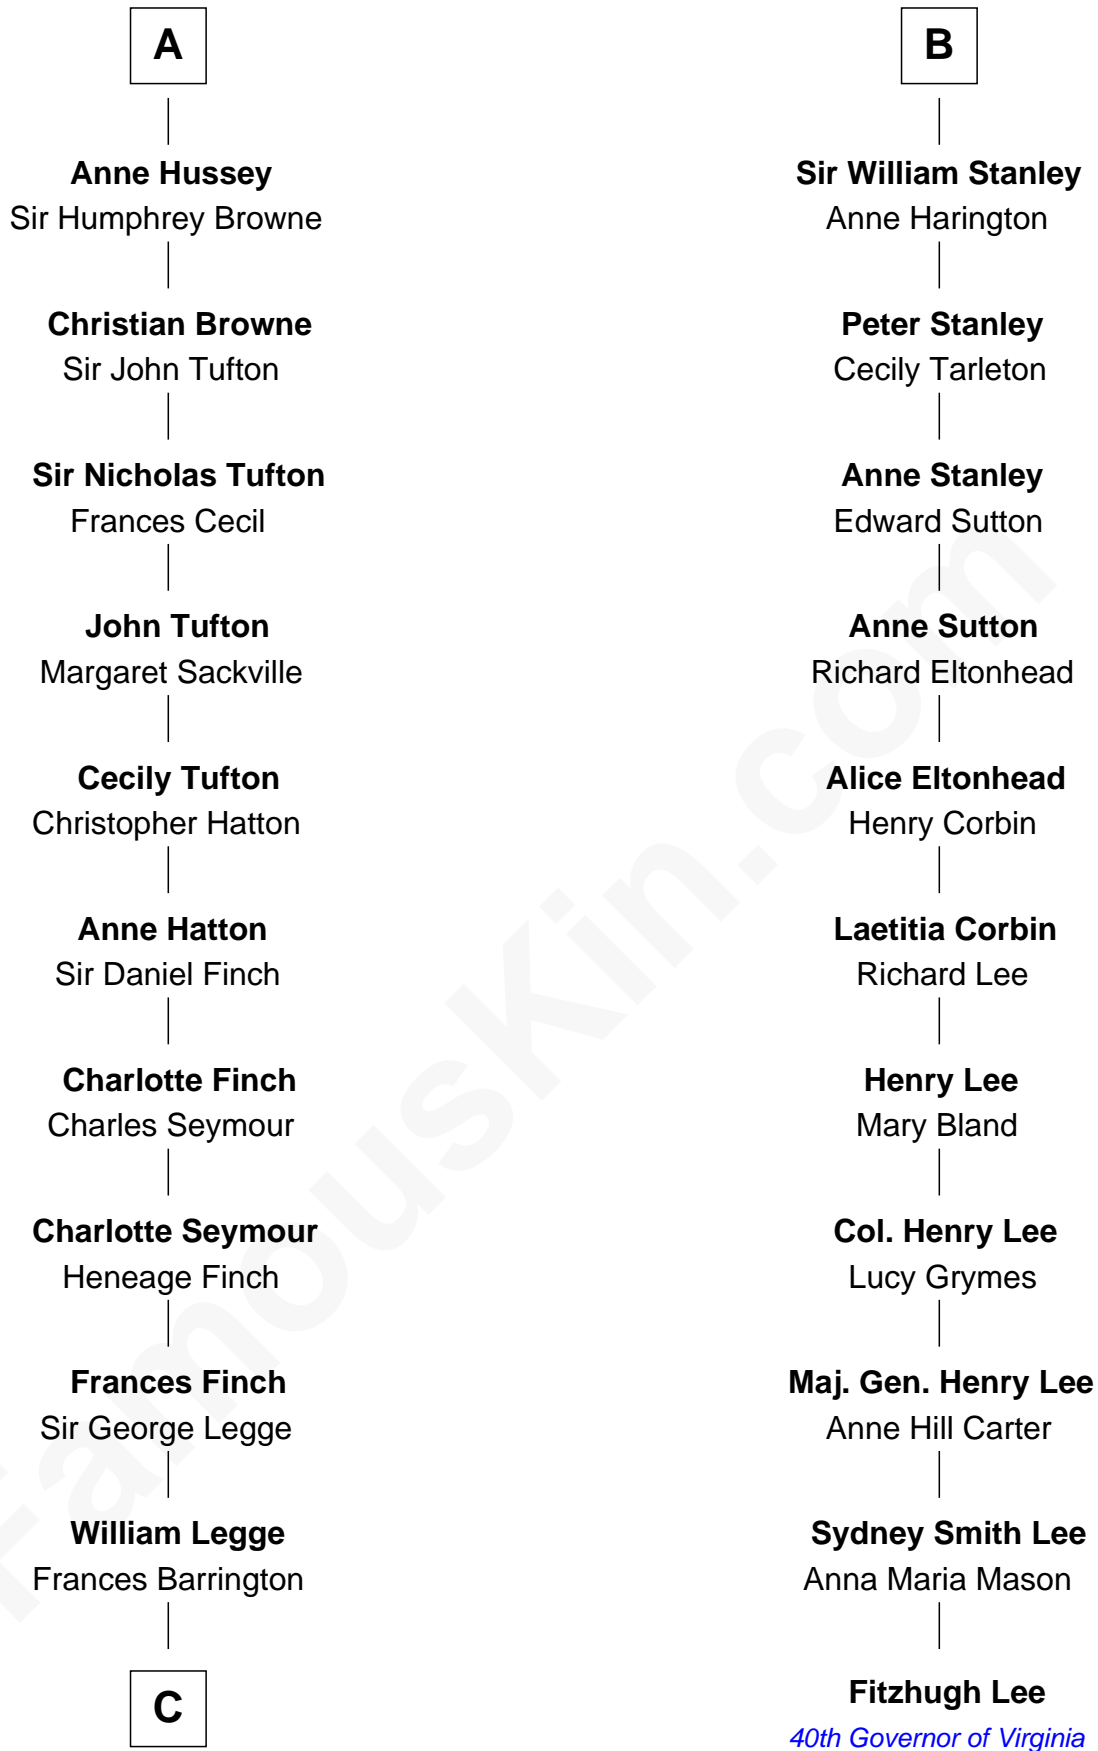 A
Anne Hussey
Sir Humphrey Browne
Christian Browne
Sir John Tufton
Sir Nicholas Tufton
Frances Cecil
John Tufton
Margaret Sackville
Cecily Tufton
Christopher Hatton
Anne Hatton
Sir Daniel Finch
Charlotte Finch
Charles Seymour
Charlotte Seymour
Heneage Finch
Frances Finch
Sir George Legge
William Legge
Frances Barrington
C
B
Sir William Stanley
Anne Harington
Peter Stanley
Cecily Tarleton
Anne Stanley
Edward Sutton
Anne Sutton
Richard Eltonhead
Alice Eltonhead
Henry Corbin
Laetitia Corbin
Richard Lee
Henry Lee
Mary Bland
Col. Henry Lee
Lucy Grymes
Maj. Gen. Henry Lee
Anne Hill Carter
Sydney Smith Lee
Anna Maria Mason
Fitzhugh Lee
40th Governor of Virginia
FamousKin.com